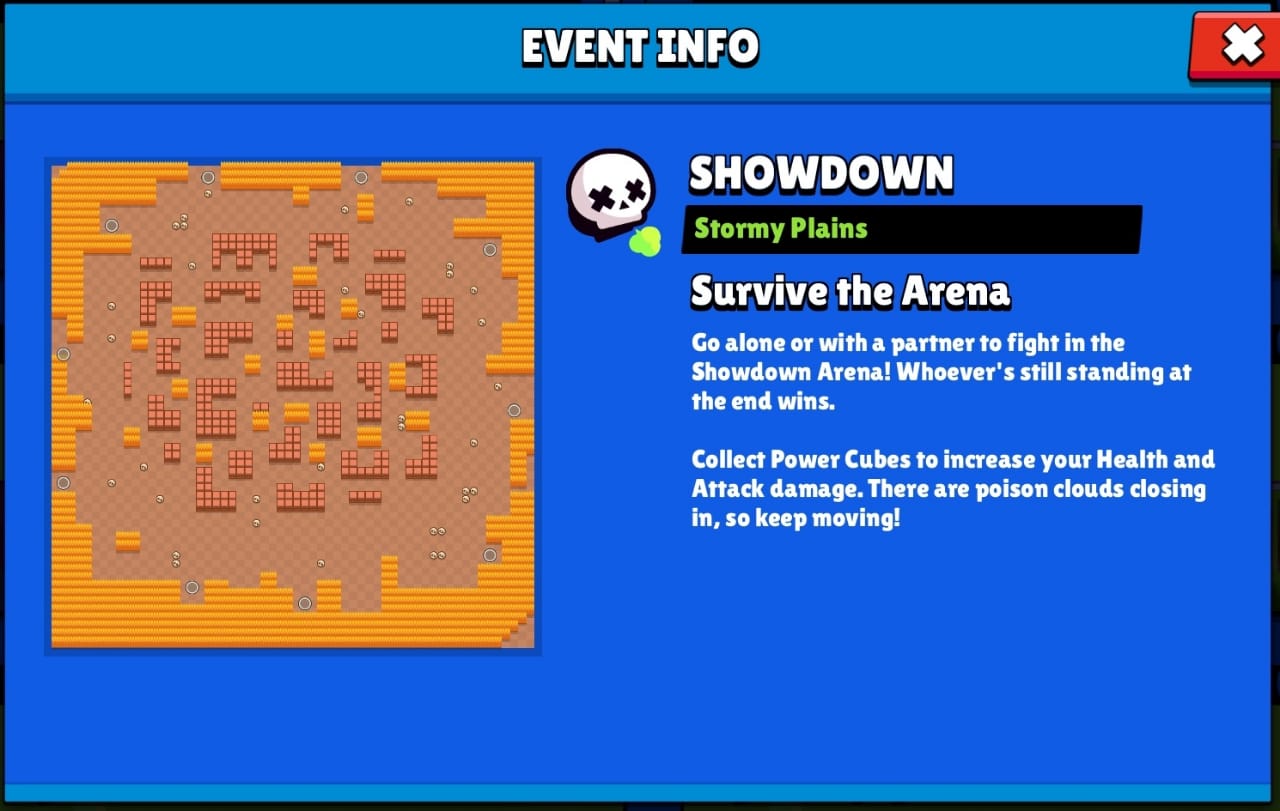 EVENT INFO
SHOWDOWN
Stormy Plains
Survive the Arena
Go alone or with a partner to fight in the
Showdown Arena! Whoever's still standing at
the end wins.
Collect Power Cubes to increase your Health and
Attack damage. There are poison clouds closing
in, so keep moving!